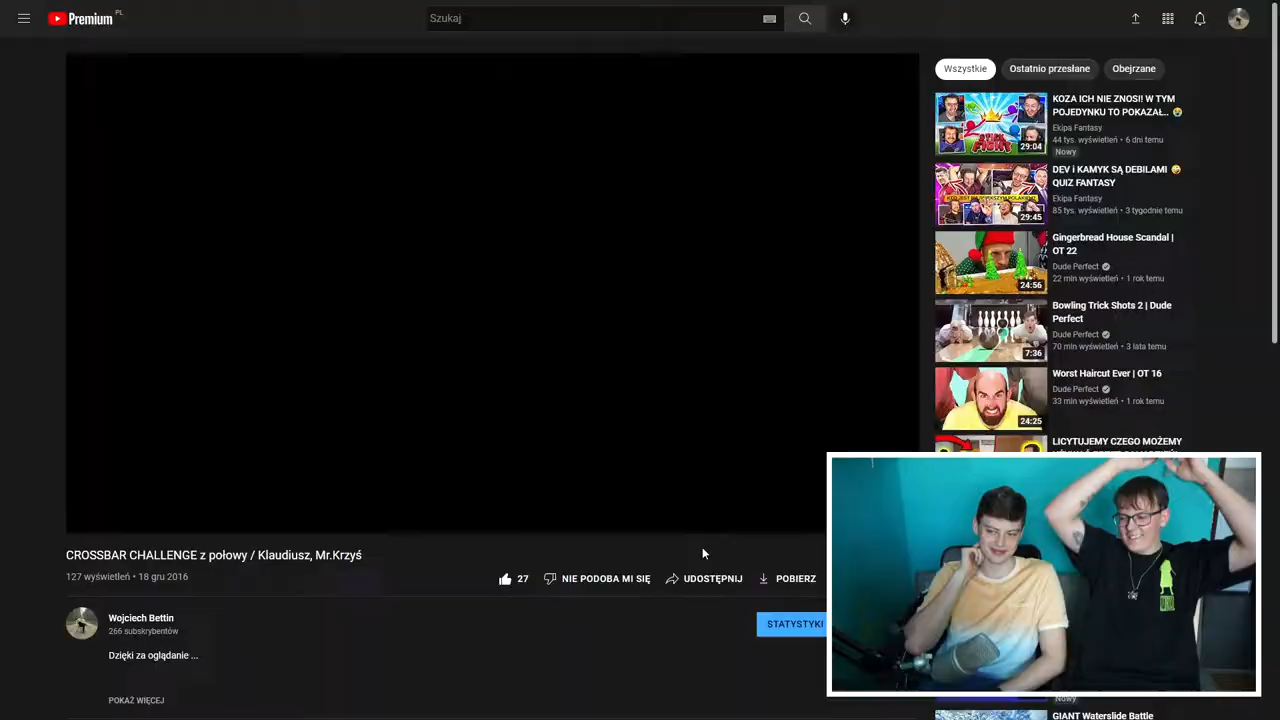 Premium PL
Szukaj
Wszystkie
Ostatnio przesłane
Obejrzane
29:04
KOZA ICH NIE ZNOSI! W TYM
POJEDYNKU TO POKAZAŁ... 😭
Ekipa Fantasy
44 tys. wyświetleń • 6 dni temu
Nowy
29:45
DEV i KAMYK SĄ DEBILAMI 🤪
QUIZ FANTASY
Ekipa Fantasy
85 tys. wyświetleń • 3 tygodnie temu
24:56
Gingerbread House Scandal |
OT 22
Dude Perfect
22 mln wyświetleń • 1 rok temu
7:36
Bowling Trick Shots 2 | Dude
Perfect
Dude Perfect
70 mln wyświetleń • 3 lata temu
24:25
Worst Haircut Ever | OT 16
Dude Perfect
33 mln wyświetleń • 1 rok temu
LICYTUJEMY CZEGO MOŻEMY
CROSSBAR CHALLENGE z połowy / Klaudiusz, Mr.Krzyś
127 wyświetleń • 18 gru 2016
27
NIE PODOBA MI SIĘ
UDOSTĘPNIJ
POBIERZ
Wojciech Bettin
266 subskrybentów
STATYSTYKI
Dzięki za oglądanie ...
POKAŻ WIĘCEJ
Nowy
GIANT Waterslide Battle